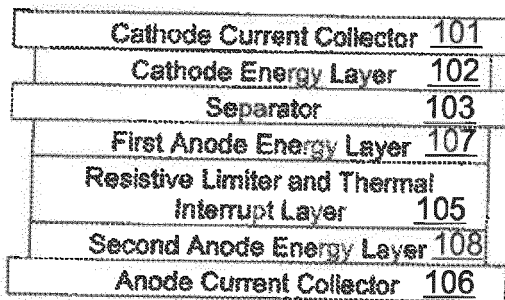 Cathode Current Collector 101
Cathode Energy Layer 102
Separator 103
First Anode Energy Layer 107
Resistive Limiter and Thermal
Interrupt Layer 105
Second Anode Energy Layer 108
Anode Current Collector 106